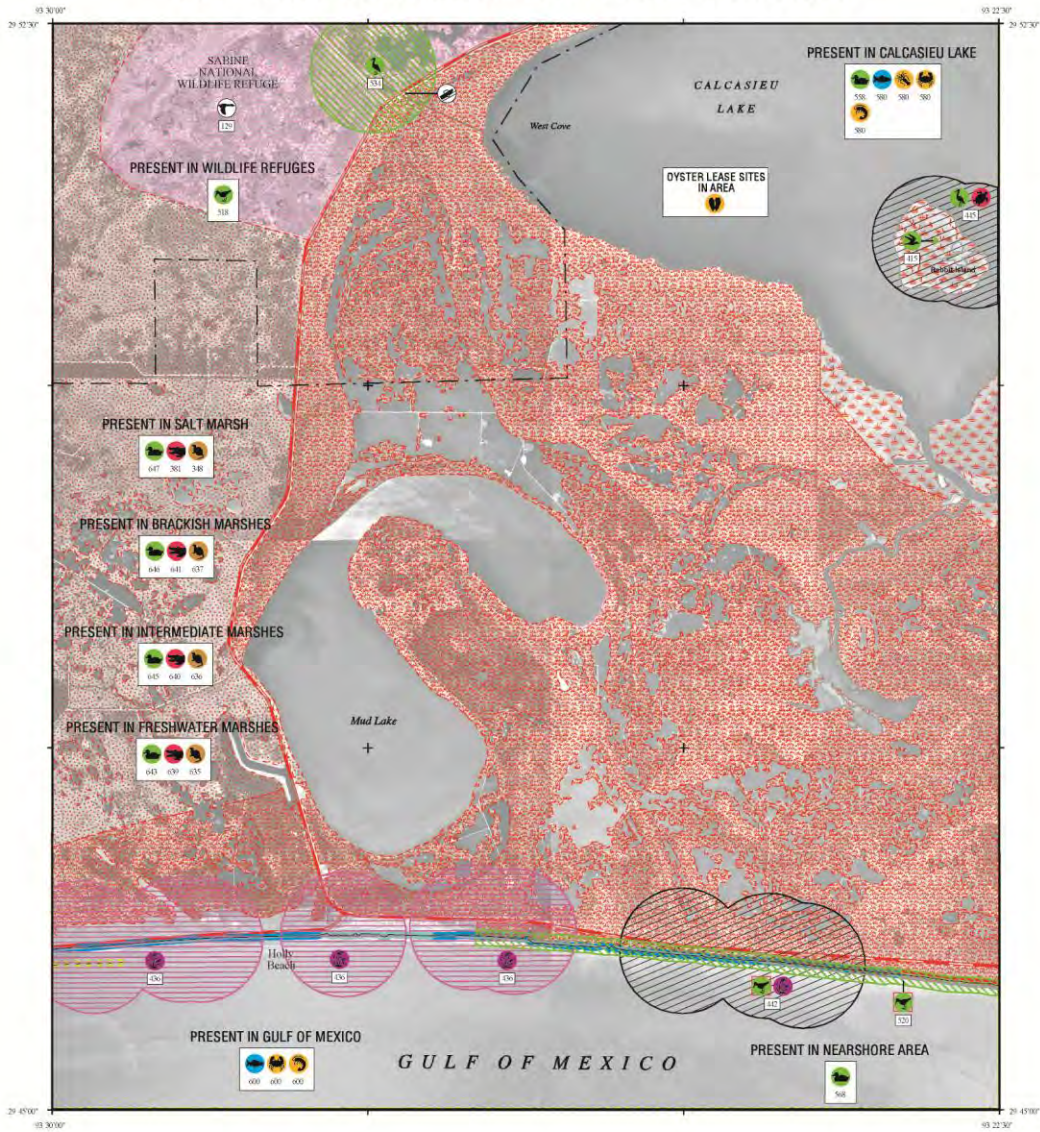 93 30'00"
93 22'30"
29 52'30"
29 52'30"
SABINE
NATIONAL
WILDLIFE REFUGE
129
534
PRESENT IN WILDLIFE REFUGES
518
CALCASIEU
LAKE
West Cove
PRESENT IN CALCASIEU LAKE
558 580 580 580
580
OYSTER LEASE SITES
IN AREA
445
415
Rabbit Island
PRESENT IN SALT MARSH
647 381 348
PRESENT IN BRACKISH MARSHES
646 641 637
PRESENT IN INTERMEDIATE MARSHES
645 640 636
PRESENT IN FRESHWATER MARSHES
643 639 635
Mud Lake
Holly
Beach
436
436
436
442
520
PRESENT IN GULF OF MEXICO
600 600 600
GULF OF MEXICO
PRESENT IN NEARSHORE AREA
568
29 45'00"
29 45'00"
93 30'00"
93 22'30"